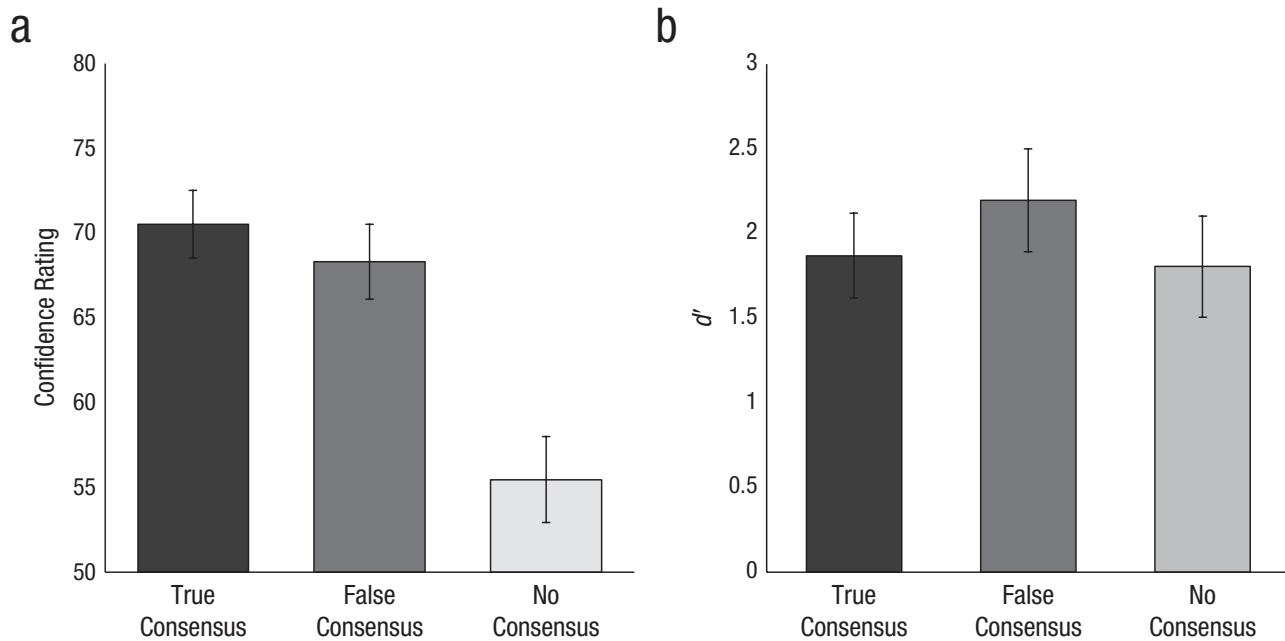 a
Confidence Rating
80
75
70
65
60
55
50
True
Consensus
False
Consensus
No
Consensus
b
d′
3
2.5
2
1.5
1
0.5
0
True
Consensus
False
Consensus
No
Consensus